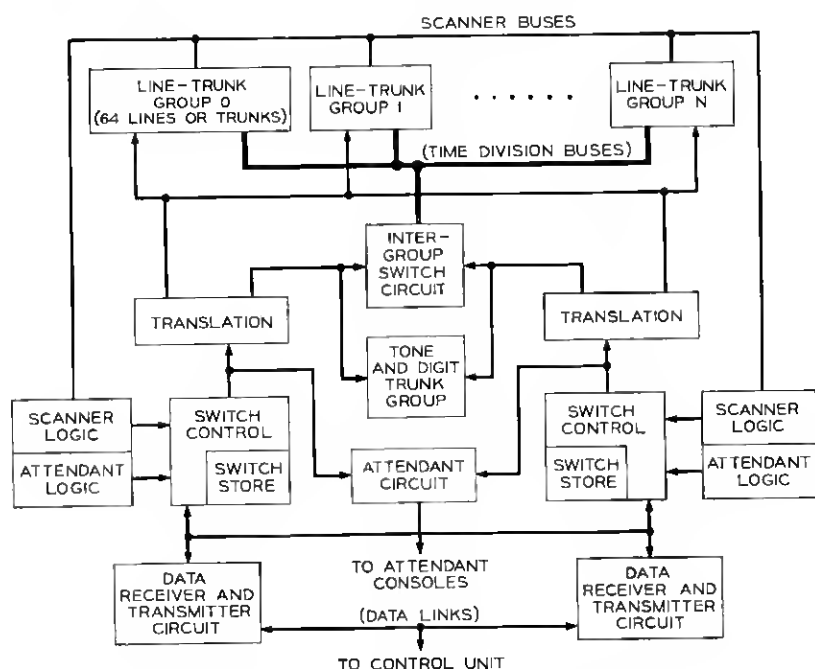 SCANNER BUSES
LINE-TRUNK
GROUP 0
(64 LINES OR TRUNKS)
LINE-TRUNK
GROUP 1
LINE-TRUNK
GROUP N
(TIME DIVISION BUSES)
INTER-
GROUP
SWITCH
CIRCUIT
TRANSLATION
TRANSLATION
TONE
AND DIGIT
TRUNK
GROUP
SCANNER
LOGIC
ATTENDANT
LOGIC
SWITCH
CONTROL
SWITCH
STORE
ATTENDANT
CIRCUIT
SWITCH
CONTROL
SWITCH
STORE
SCANNER
LOGIC
ATTENDANT
LOGIC
TO ATTENDANT
CONSOLES
DATA
RECEIVER AND
TRANSMITTER
CIRCUIT
DATA
RECEIVER AND
TRANSMITTER
CIRCUIT
(DATA LINKS)
TO CONTROL UNIT